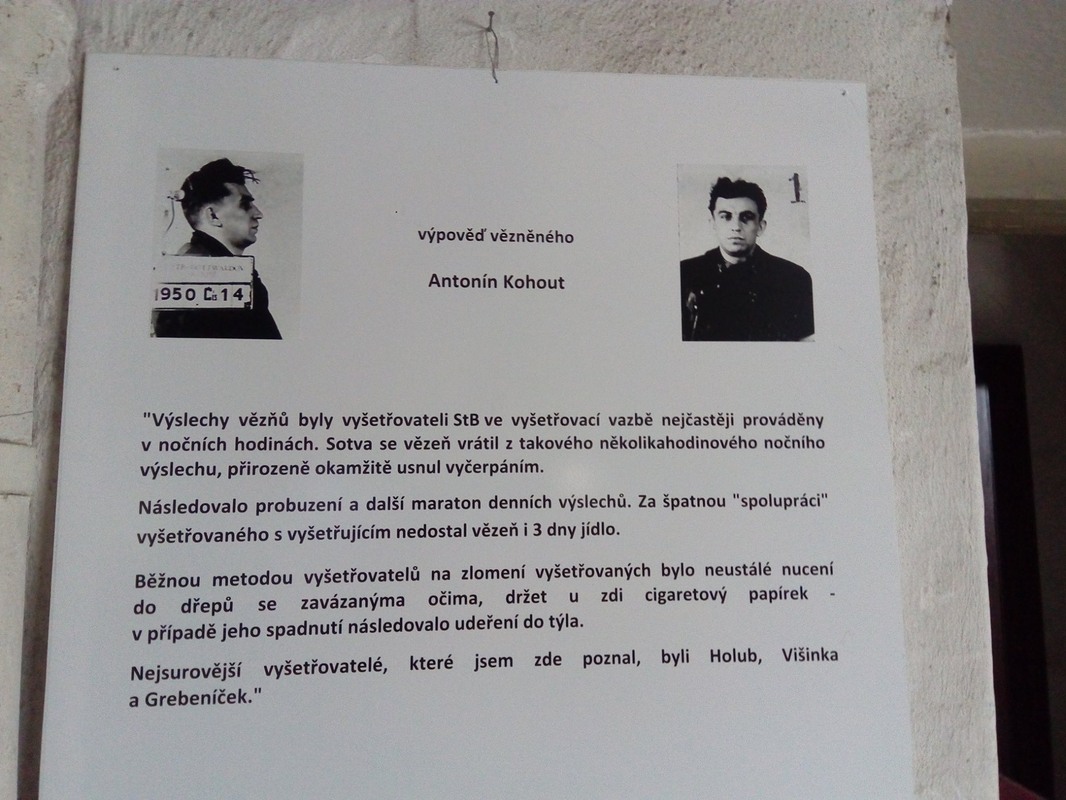 výpověď vězněného
Antonín Kohout
1950 Čís 14
1
"Výslechy vězňů byly vyšetřovateli StB ve vyšetřovací vazbě nejčastěji prováděny
v nočních hodinách. Sotva se vězeň vrátil z takového několikahodinového nočního
výslechu, přirozeně okamžitě usnul vyčerpáním.
Následovalo probuzení a další maraton denních výslechů. Za špatnou "spolupráci"
vyšetřovaného s vyšetřujícím nedostal vězeň i 3 dny jídlo.
Běžnou metodou vyšetřovatelů na zlomení vyšetřovaných bylo neustálé nucení
do dřepů se zavázanýma očima, držet u zdi cigaretový papírek -
v případě jeho spadnutí následovalo udeření do týla.
Nejsurovější vyšetřovatelé, které jsem zde poznal, byli Holub, Višinka
a Grebeníček."